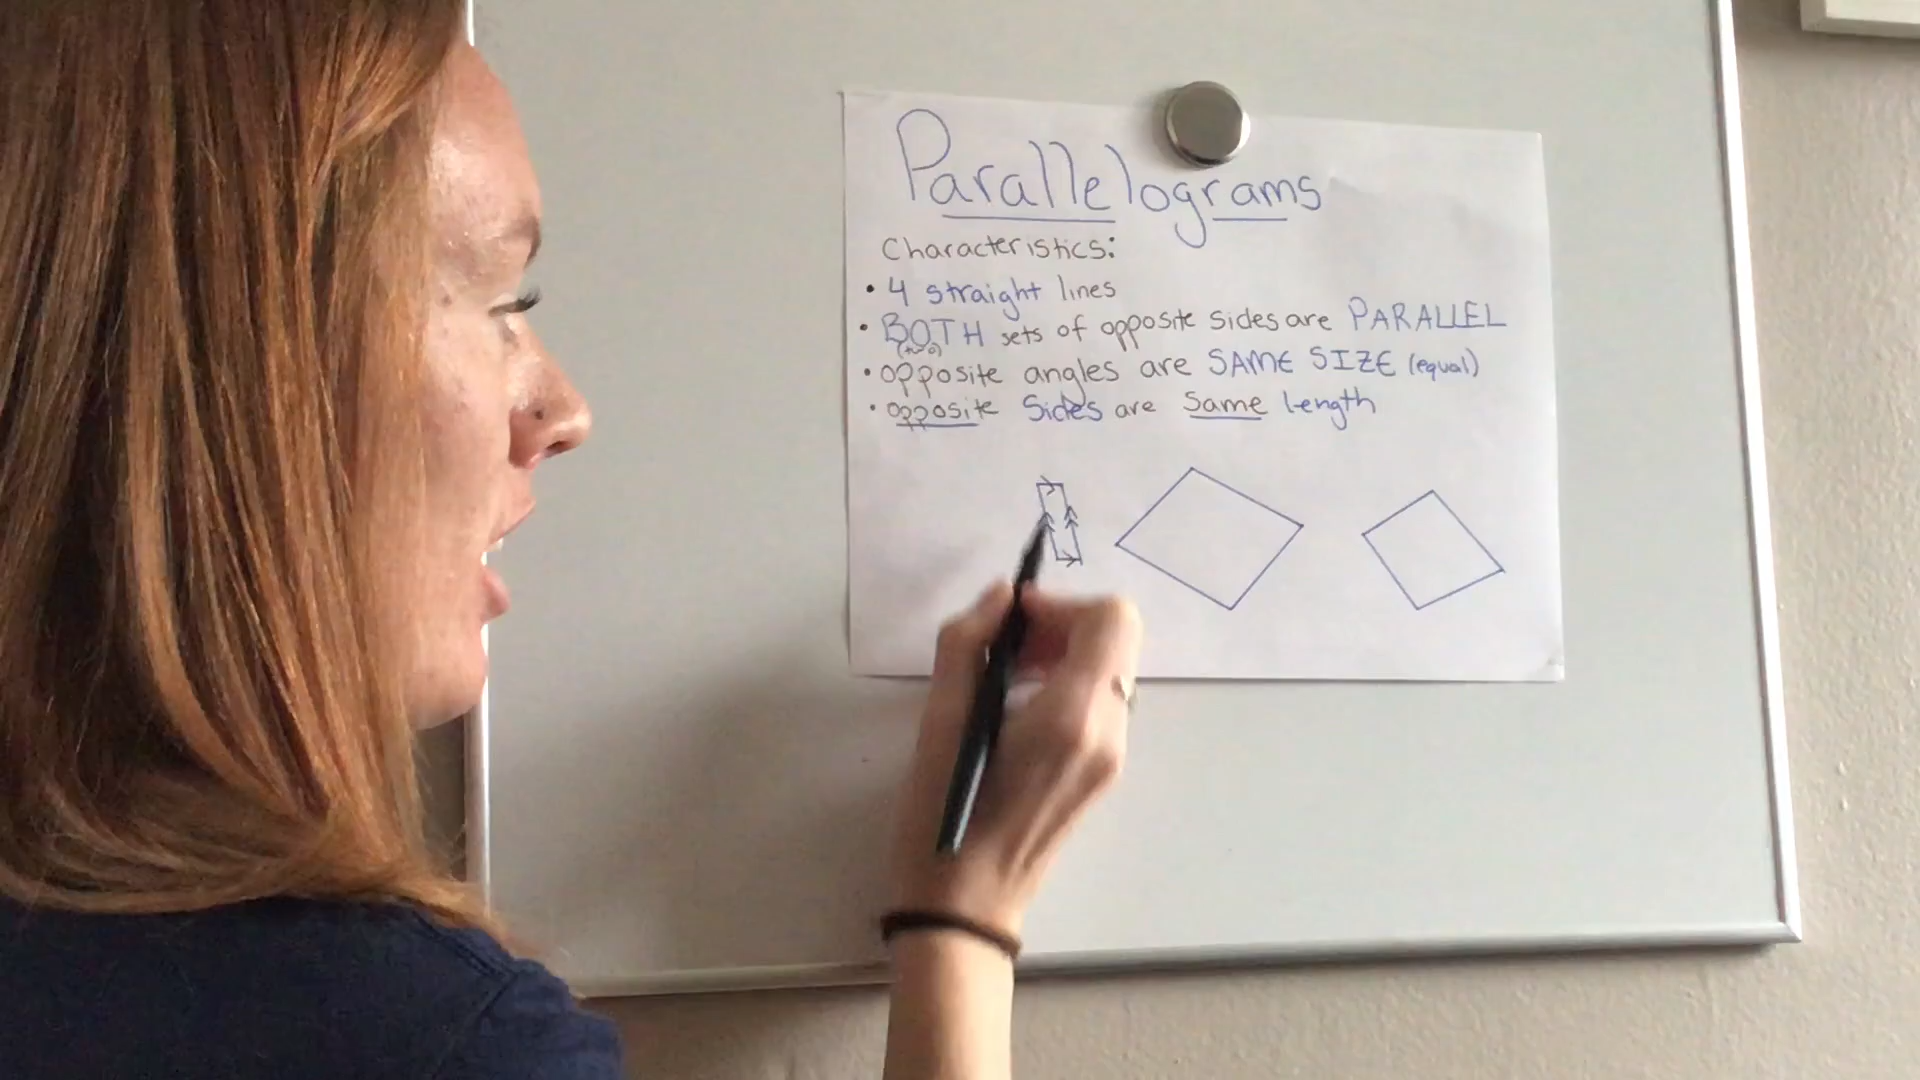 Parallelograms
Characteristics:
• 4 straight lines
• BOTH sets of opposite sides are PARALLEL
(two)
• opposite angles are SAME SIZE (equal)
• opposite Sides are Same length